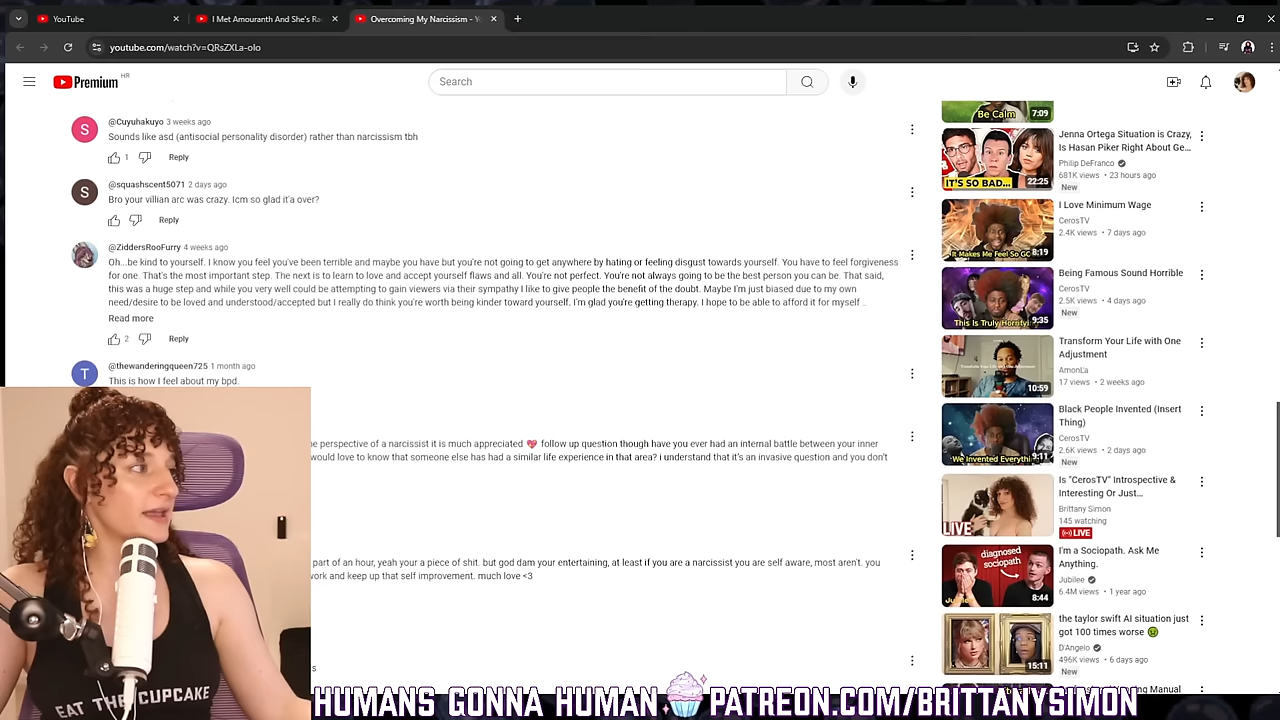 YouTube
I Met Amouranth And She's Ra
Overcoming My Narcissism - Yo
youtube.com/watch?v=QRsZXLa-oIo
Premium HR
Search
@Cuyuhakuyo 3 weeks ago
Sounds like asd (antisocial personality disorder) rather than narcissism tbh
1 Reply
@squashscent5071 2 days ago
Bro your villian arc was crazy. Icm so glad it'a over?
Reply
@ZiddersRooFurry 4 weeks ago
Oh...be kind to yourself. I know you feel you've been terrible and maybe you have but you're not going to get anywhere by hating or feeling disgust towards yourself. You have to feel forgiveness
for one. That's the most important step. The next is to learn to love and accept yourself flaws and all. You're not perfect. You're not always going to be the best person you can be. That said,
this was a huge step and while you very well could be attempting to gain viewers via their sympathy I like to give people the benefit of the doubt. Maybe I'm just biased due to my own
need/desire to be loved and understood/accepted but I really do think you're worth being kinder toward yourself. I'm glad you're getting therapy. I hope to be able to afford it for myself ..
Read more
2 Reply
@thewanderingqueen725 1 month ago
This is how I feel about my bpd.
he perspective of a narcissist it is much appreciated 💖 follow up question though have you ever had an internal battle between your inner
would love to know that someone else has had a similar life experience in that area? i understand that it's an invasive question and you don't
part of an hour, yeah your a piece of shit. but god dam your entertaining, at least if you are a narcissist you are self aware, most aren't. you
work and keep up that self improvement. much love <3
s
Be Calm
7:09
IT'S SO BAD...
22:25
Jenna Ortega Situation is Crazy,
Is Hasan Piker Right About Ge...
Philip DeFranco
681K views • 23 hours ago
New
It Makes Me Feel So GO
8:19
I Love Minimum Wage
CerosTV
2.4K views • 7 days ago
This Is Truly Horrifyi
9:35
Being Famous Sound Horrible
CerosTV
2.5K views • 4 days ago
New
10:59
Transform Your Life with One
Adjustment
AmonLa
17 views • 2 weeks ago
We Invented Everythi
9:11
Black People Invented (Insert
Thing)
CerosTV
2.6K views • 2 days ago
New
LIVE
Is "CerosTV" Introspective &
Interesting Or Just...
Brittany Simon
145 watching
LIVE
diagnosed
sociopath
8:44
I'm a Sociopath. Ask Me
Anything.
Jubilee
6.4M views • 1 year ago
15:11
the taylor swift AI situation just
got 100 times worse 🤢
D'Angelo
496K views • 6 days ago
New
ng Manual
EAT THE CUPCAKE
HUMANS GONNA HUMAN PATREON.COM/BRITTANYSIMON